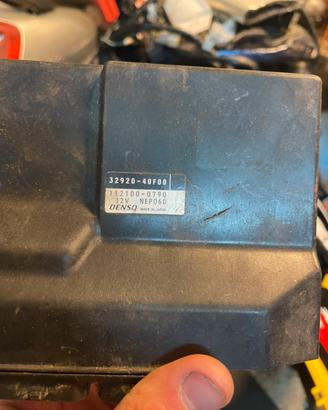 32920-40F00
112100-0790
12V NEP060
DENSO MADE IN JAPAN